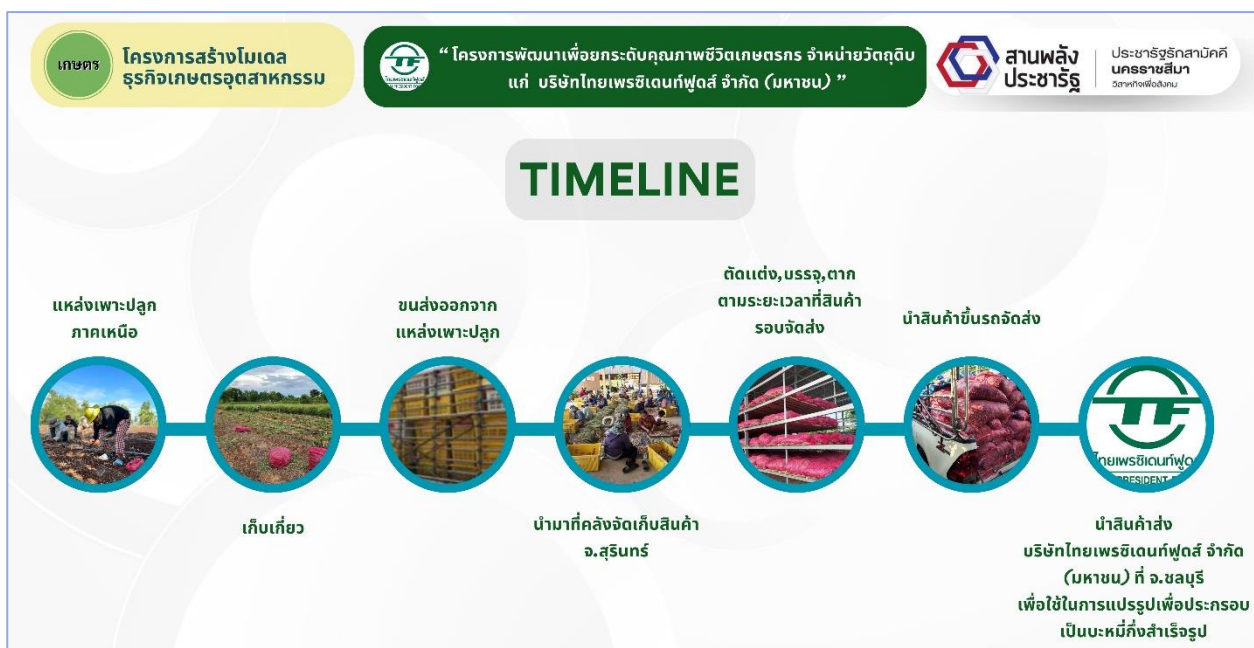 เกษตร
โครงการสร้างโมเดล
ธุรกิจเกษตรอุตสาหกรรม
“ โครงการพัฒนาเพื่อยกระดับคุณภาพชีวิตเกษตรกร จำหน่ายวัตถุดิบ
แก่ บริษัทไทยเพรซิเดนท์ฟูดส์ จำกัด (มหาชน) ”
สานพลัง
ประชารัฐ
ประชารัฐรักสามัคคี
นครราชสีมา
วิสาหกิจเพื่อสังคม
TIMELINE
แหล่งเพาะปลูก
ภาคเหนือ
เก็บเกี่ยว
ขนส่งออกจาก
แหล่งเพาะปลูก
นำมาที่คลังจัดเก็บสินค้า
จ.สุรินทร์
ตัดแต่ง,บรรจุ,ตาก
ตามระยะเวลาที่สินค้า
รอบจัดส่ง
นำสินค้าขึ้นรถจัดส่ง
TF
ไทยเพรซิเดนท์ฟูด
PRESIDENT F
นำสินค้าส่ง
บริษัทไทยเพรซิเดนท์ฟูดส์ จำกัด
(มหาชน) ที่ จ.ชลบุรี
เพื่อใช้ในการแปรรูปเพื่อประกรอบ
เป็นบะหมี่กึ่งสำเร็จรูป